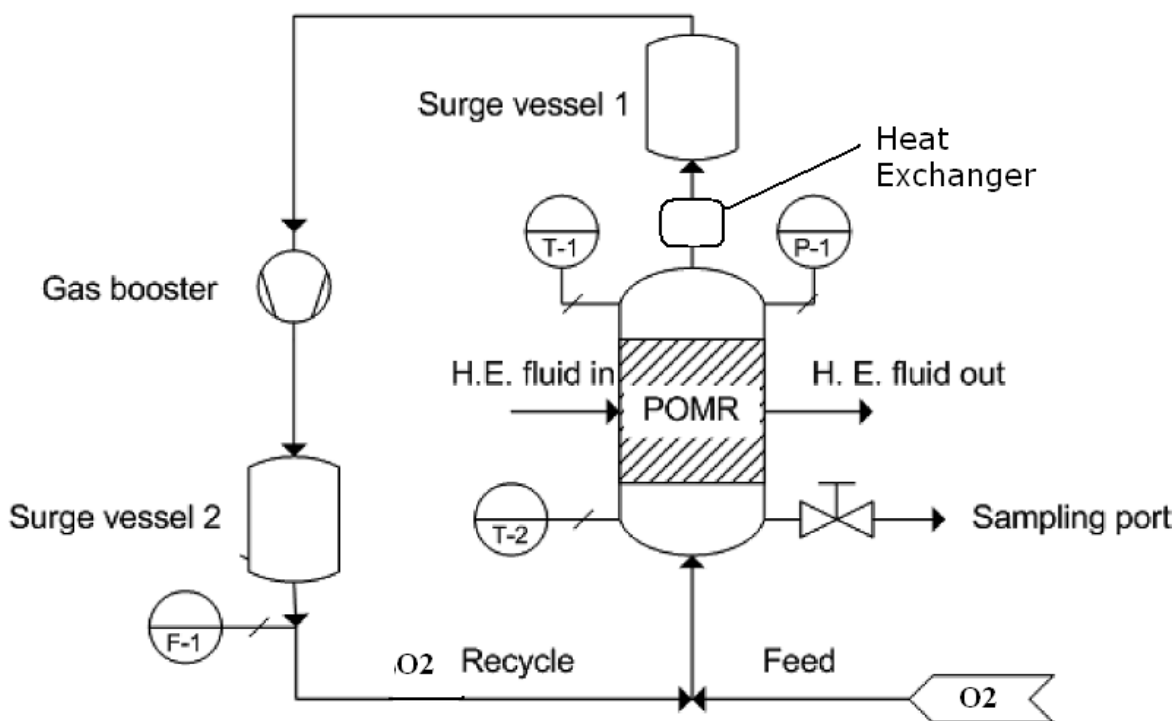 Surge vessel 1
Heat
Exchanger
T-1
P-1
Gas booster
H.E. fluid in
H. E. fluid out
POMR
Surge vessel 2
T-2
Sampling port
F-1
O2
Recycle
Feed
O2